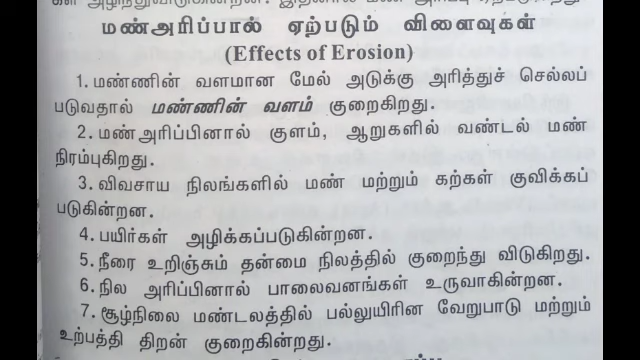 மண்அரிப்பால் ஏற்படும் விளைவுகள்
(Effects of Erosion)
1. மண்ணின் வளமான மேல் அடுக்கு அரித்துச் செல்லப்
படுவதால் மண்ணின் வளம் குறைகிறது.
2. மண்அரிப்பினால் குளம், ஆறுகளில் வண்டல் மண்
நிரம்புகிறது.
3. விவசாய நிலங்களில் மண் மற்றும் கற்கள் குவிக்கப்
படுகின்றன.
4. பயிர்கள் அழிக்கப்படுகின்றன.
5. நீரை உறிஞ்சும் தன்மை நிலத்தில் குறைந்து விடுகிறது.
6. நில அரிப்பினால் பாலைவனங்கள் உருவாகின்றன.
7. சூழ்நிலை மண்டலத்தில் பல்லுயிரின வேறுபாடு மற்றும்
உற்பத்தி திறன் குறைகின்றது.